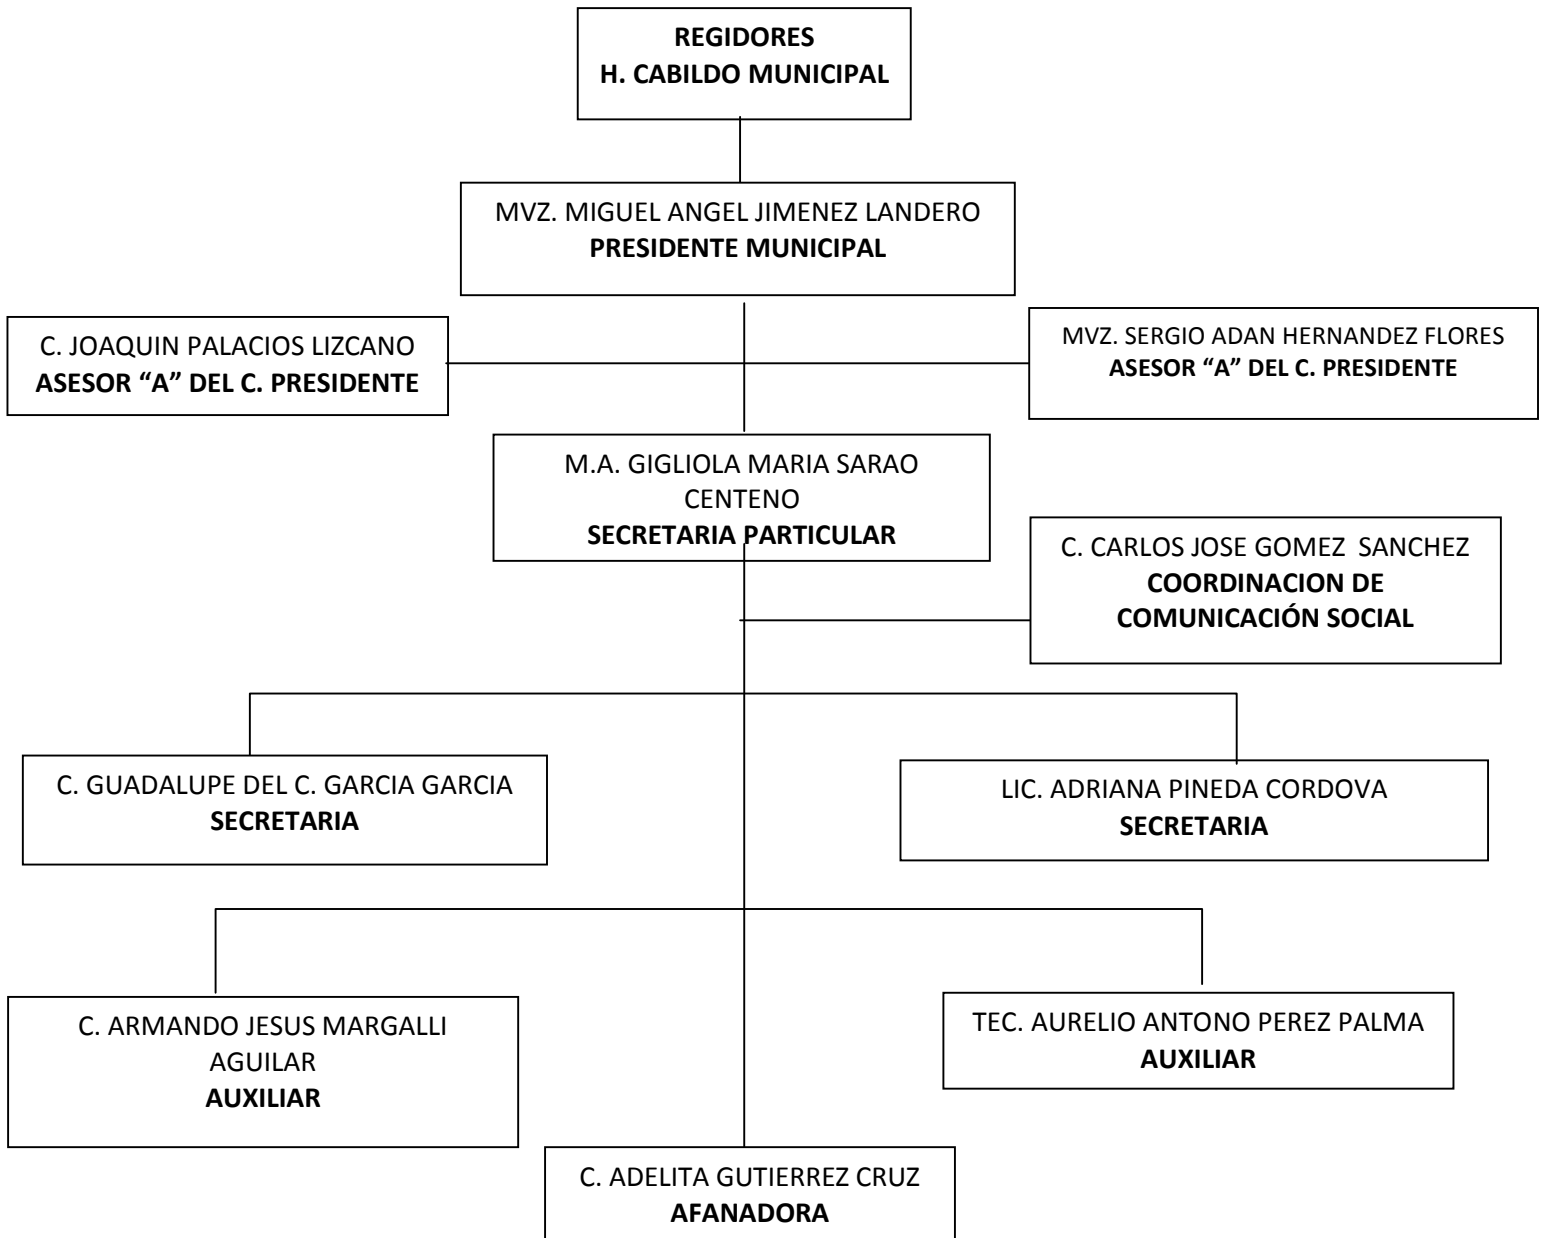 REGIDORES
H. CABILDO MUNICIPAL
MVZ. MIGUEL ANGEL JIMENEZ LANDERO
PRESIDENTE MUNICIPAL
C. JOAQUIN PALACIOS LIZCANO
ASESOR “A” DEL C. PRESIDENTE
MVZ. SERGIO ADAN HERNANDEZ FLORES
ASESOR “A” DEL C. PRESIDENTE
M.A. GIGLIOLA MARIA SARAO
CENTENO
SECRETARIA PARTICULAR
C. CARLOS JOSE GOMEZ  SANCHEZ
COORDINACION DE
COMUNICACIÓN SOCIAL
C. GUADALUPE DEL C. GARCIA GARCIA
SECRETARIA
LIC. ADRIANA PINEDA CORDOVA
SECRETARIA
C. ARMANDO JESUS MARGALLI
AGUILAR
AUXILIAR
TEC. AURELIO ANTONO PEREZ PALMA
AUXILIAR
C. ADELITA GUTIERREZ CRUZ
AFANADORA